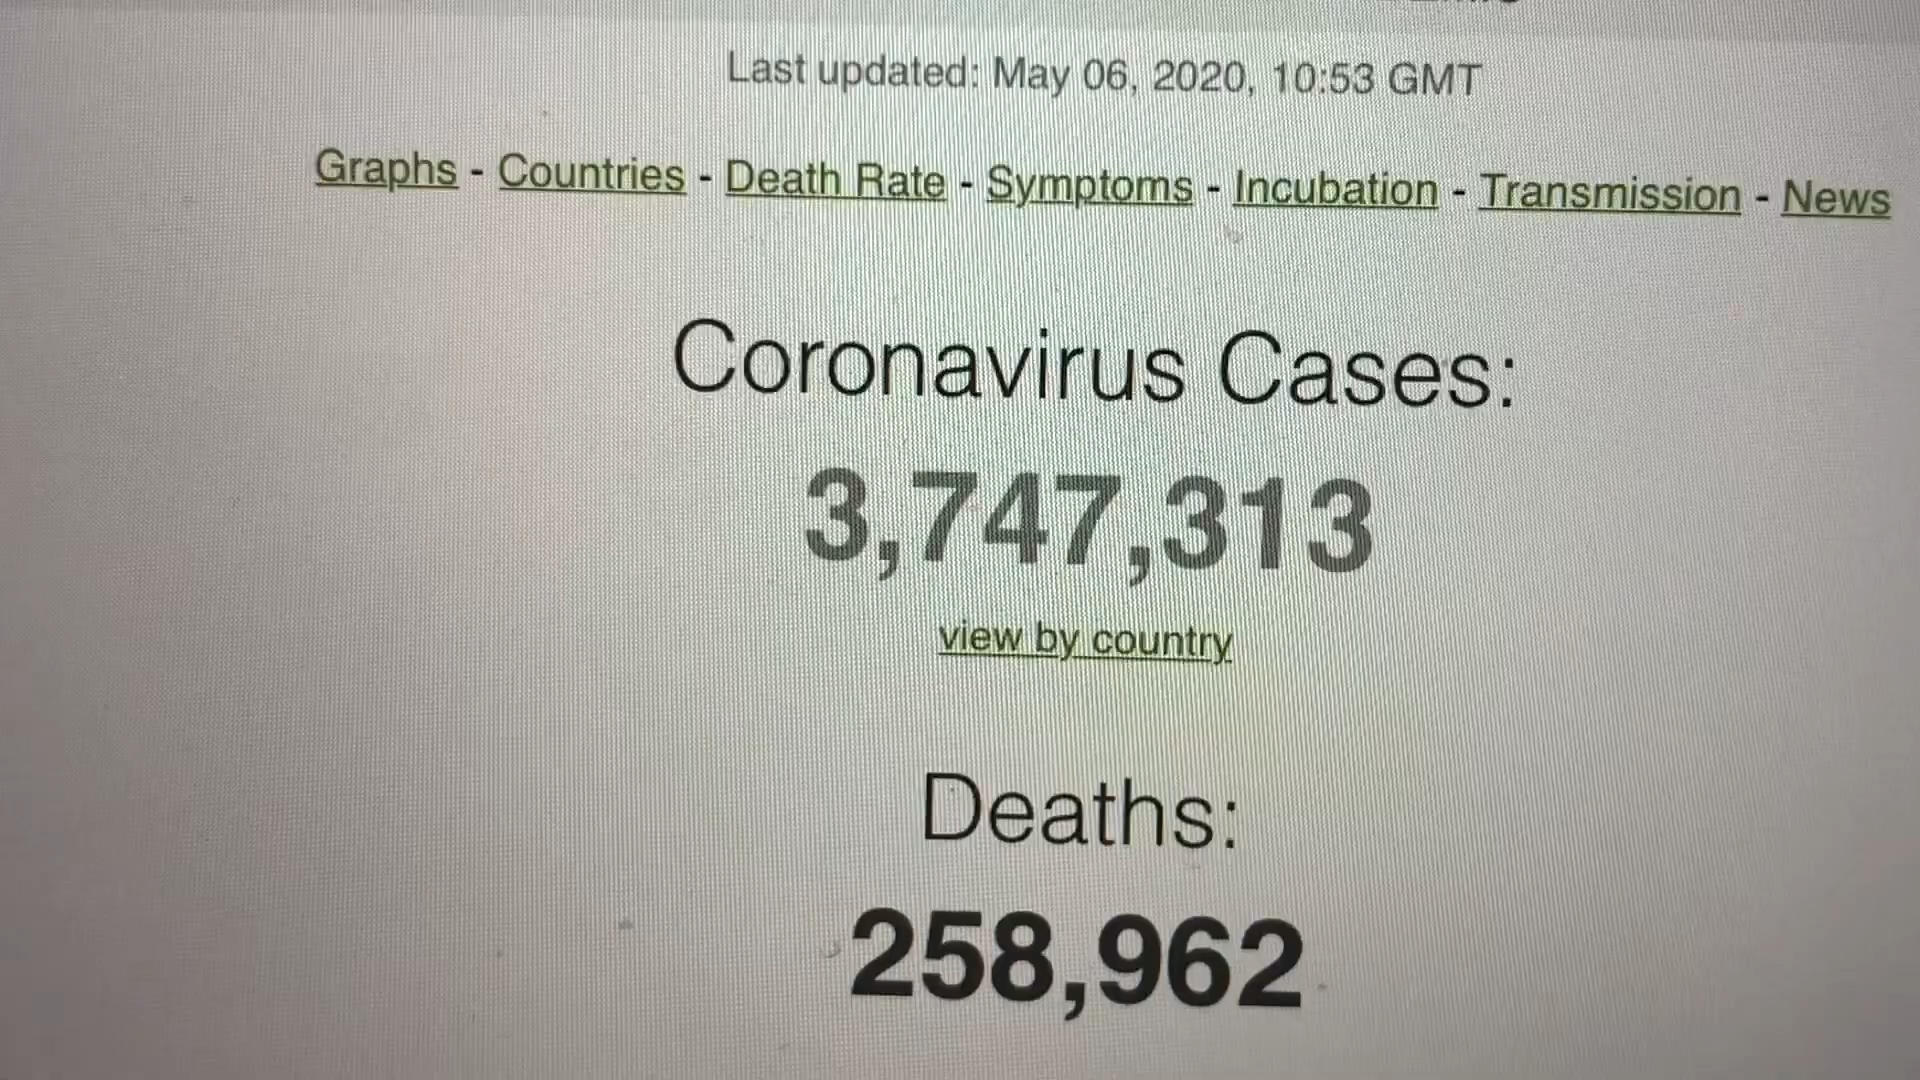 Last updated: May 06, 2020, 10:53 GMT
Graphs - Countries - Death Rate - Symptoms - Incubation - Transmission - News
Coronavirus Cases:
3,747,313
view by country
Deaths:
258,962